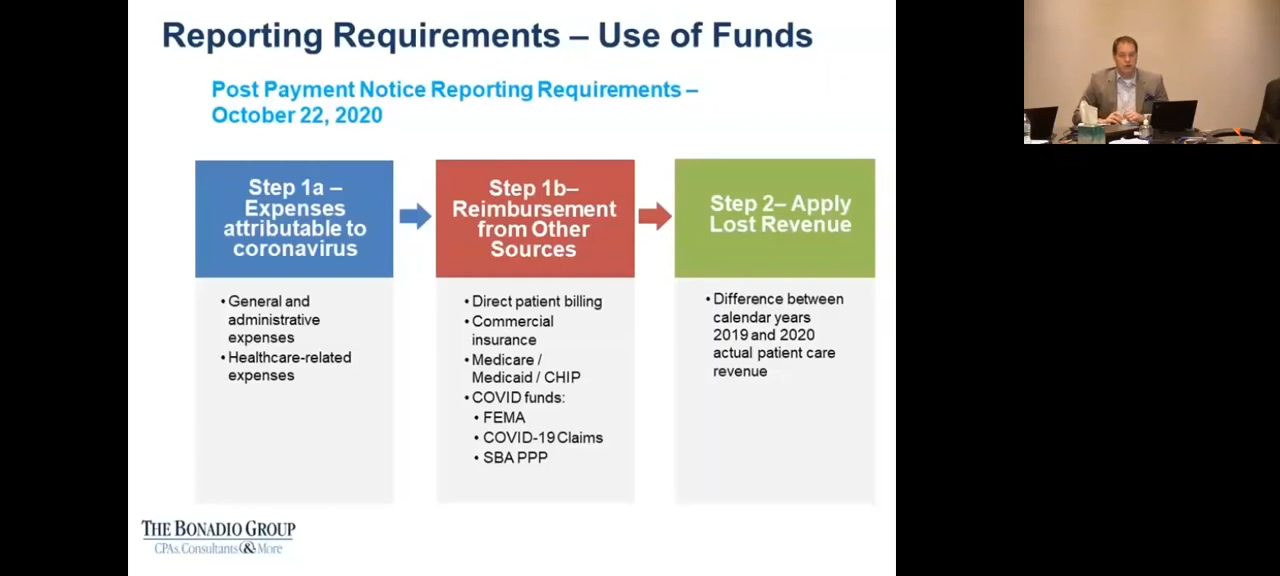 Reporting Requirements – Use of Funds
Post Payment Notice Reporting Requirements –
October 22, 2020
Step 1a –
Expenses
attributable to
coronavirus
• General and
administrative
expenses
• Healthcare-related
expenses
Step 1b–
Reimbursement
from Other
Sources
• Direct patient billing
• Commercial
insurance
• Medicare /
Medicaid / CHIP
• COVID funds:
• FEMA
• COVID-19 Claims
• SBA PPP
Step 2– Apply
Lost Revenue
• Difference between
calendar years
2019 and 2020
actual patient care
revenue
THE BONADIO GROUP
CPAs, Consultants & More